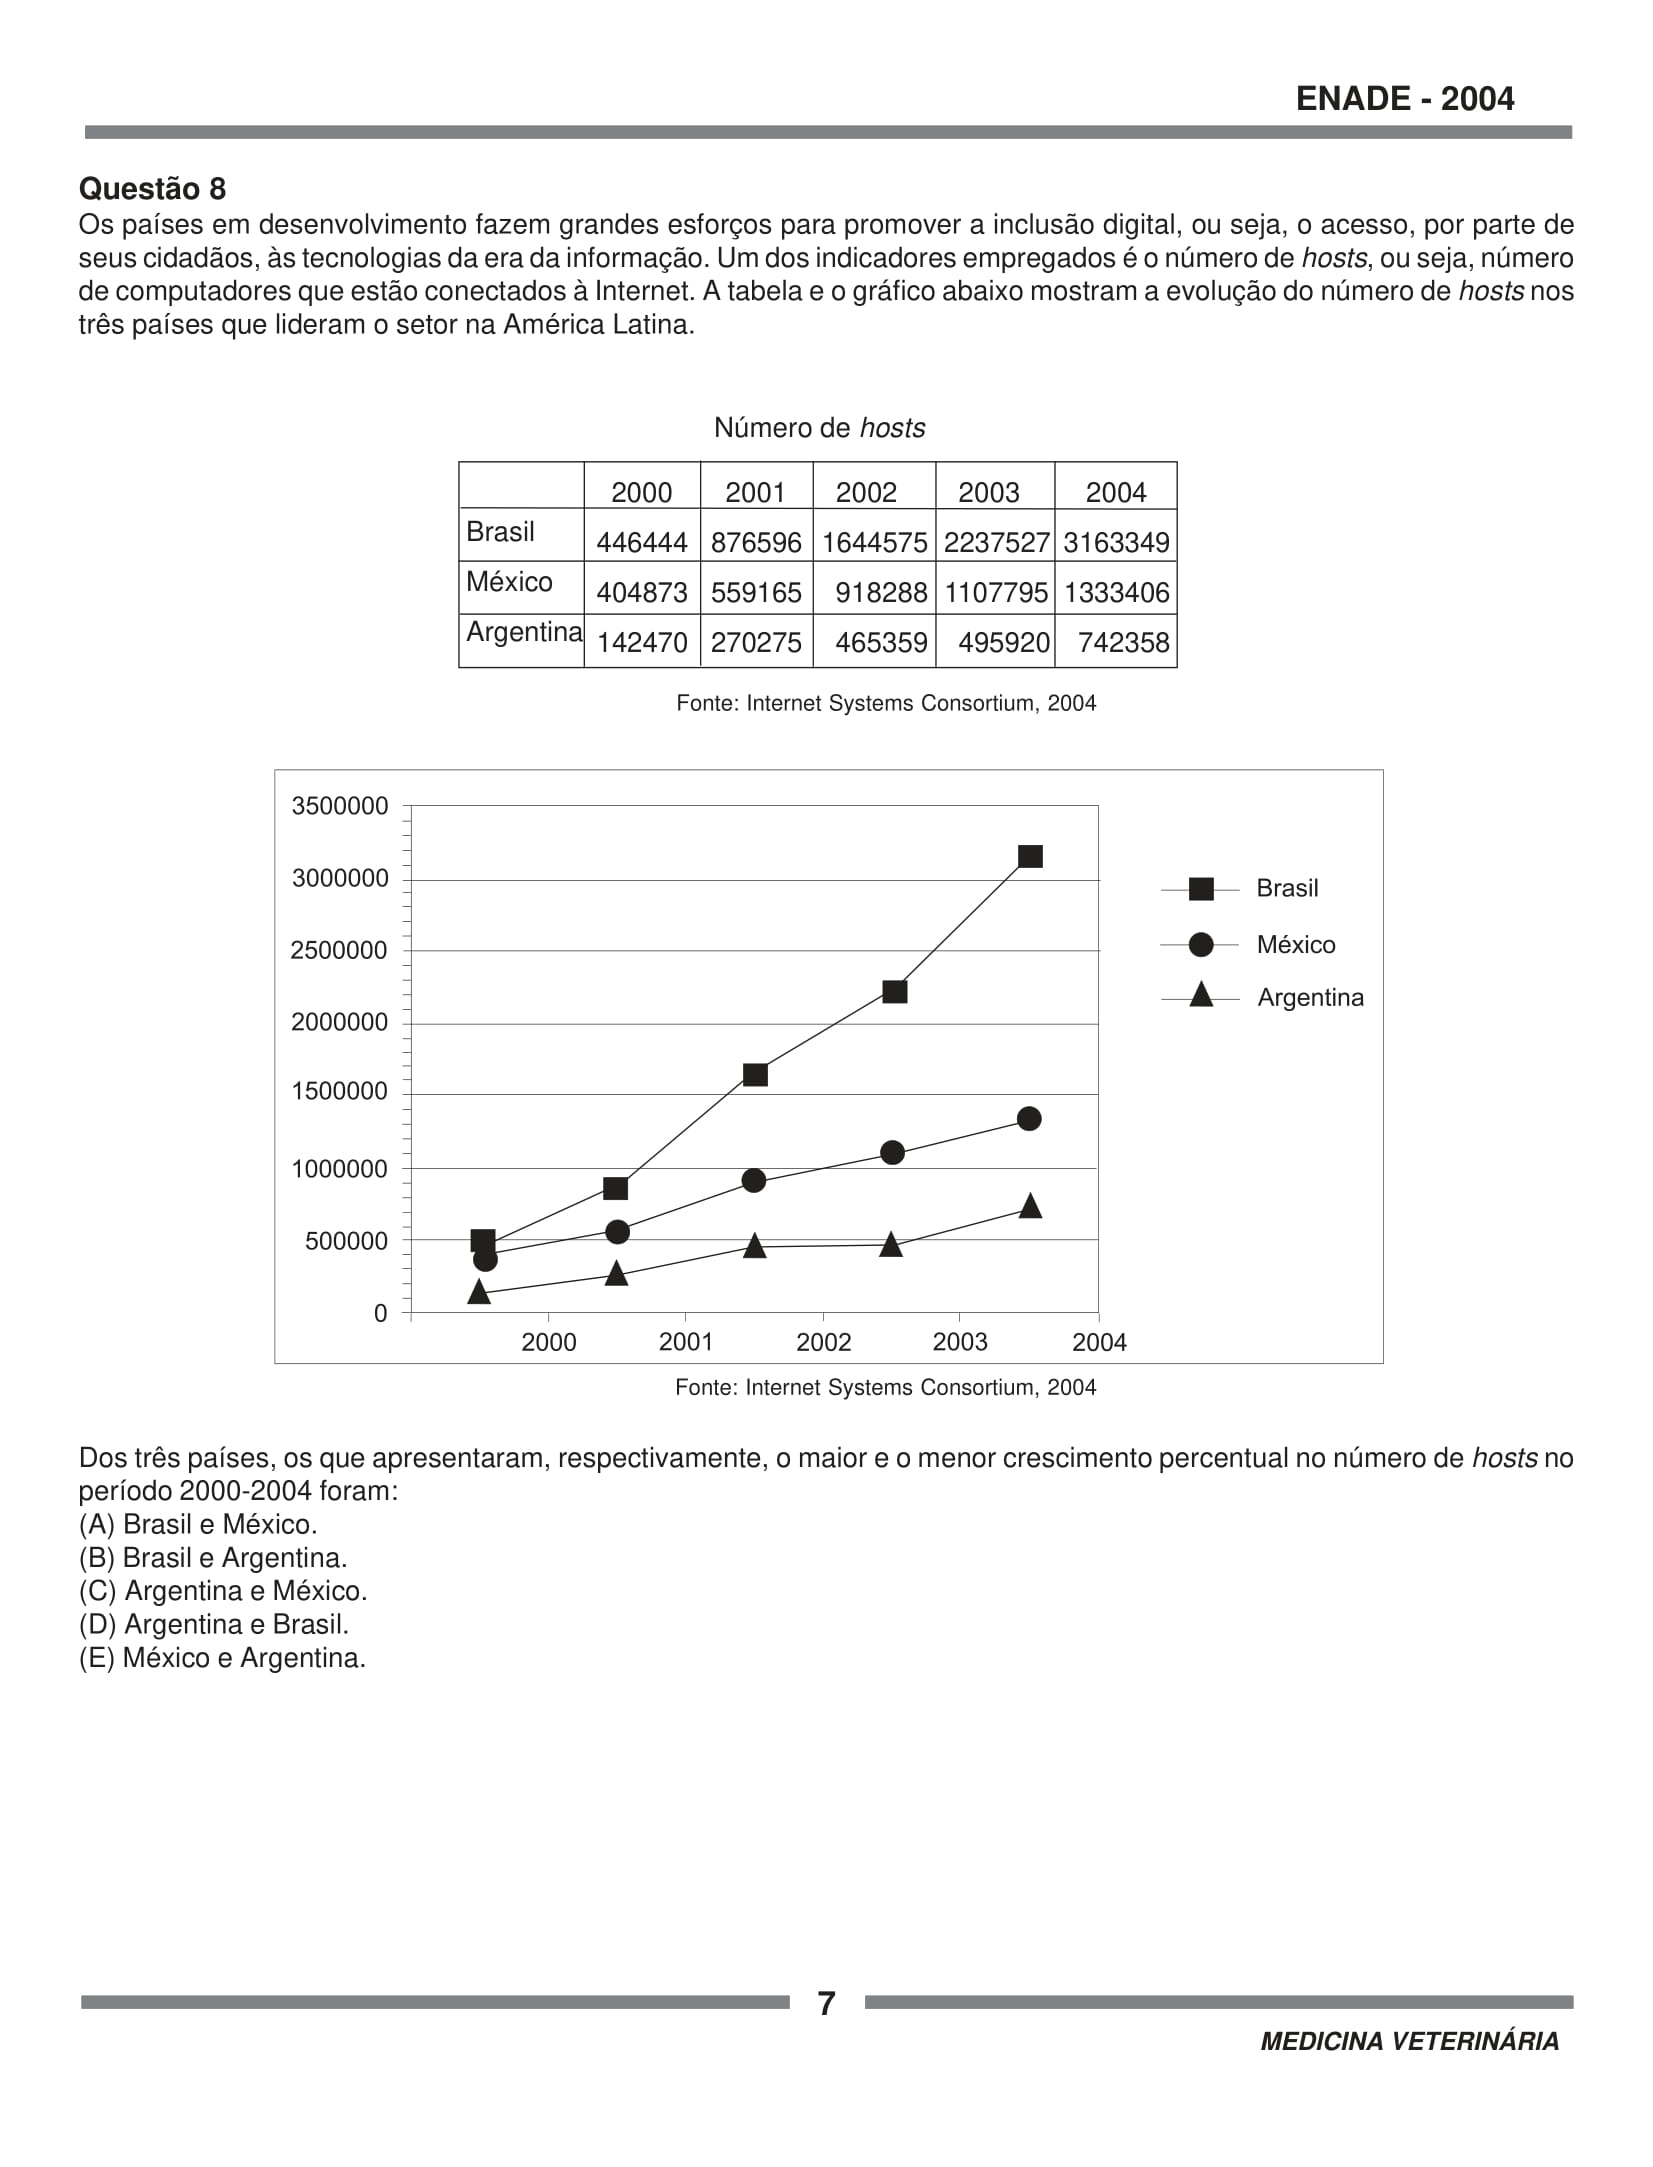 ENADE - 2004
Questão 8
Os países em desenvolvimento fazem grandes esforços para promover a inclusão digital, ou seja, o acesso, por parte de
seus cidadãos, às tecnologias da era da informação. Um dos indicadores empregados é o número de hosts, ou seja, número
de computadores que estão conectados à Internet. A tabela e o gráfico abaixo mostram a evolução do número de hosts nos
três países que lideram o setor na América Latina.
Número de hosts
2000 2001 2002 2003 2004
Brasil 446444 876596 1644575 2237527 3163349
México 404873 559165 918288 1107795 1333406
Argentina 142470 270275 465359 495920 742358
Fonte: Internet Systems Consortium, 2004
3500000
3000000
2500000
2000000
1500000
1000000
500000
0
2000 2001 2002 2003 2004
Brasil
México
Argentina
Fonte: Internet Systems Consortium, 2004
Dos três países, os que apresentaram, respectivamente, o maior e o menor crescimento percentual no número de hosts no
período 2000-2004 foram:
(A) Brasil e México.
(B) Brasil e Argentina.
(C) Argentina e México.
(D) Argentina e Brasil.
(E) México e Argentina.
7
MEDICINA VETERINÁRIA